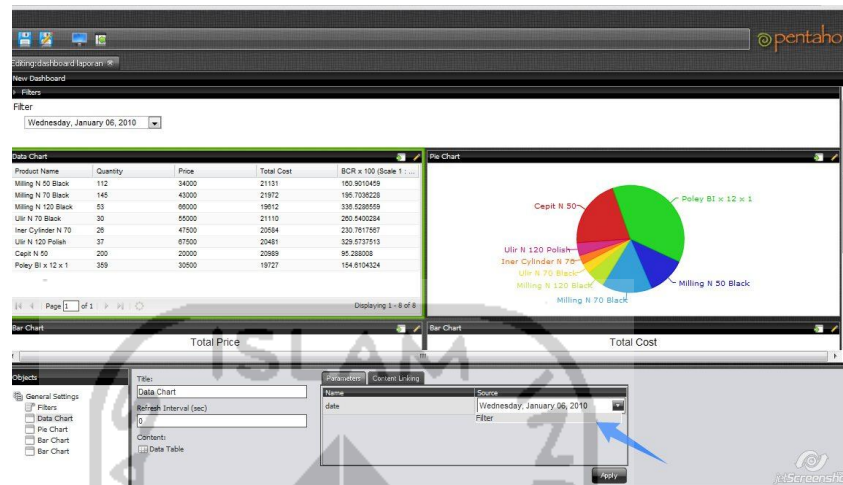 pentaho
Editing:dashboard laporan
New Dashboard
Filters
Filter
Wednesday, January 06, 2010
Data Chart
Product Name Quantity Price Total Cost BCR x 100 (Scale 1 : ...
Milling N 50 Black 112 34000 21131 160.9010459
Milling N 70 Black 145 43000 21972 195.7036228
Milling N 120 Black 53 66000 19612 336.5286559
Ulir N 70 Black 30 55000 21110 260.5400284
Iner Cylinder N 70 26 47500 20584 230.7617567
Ulir N 120 Polish 37 67500 20481 329.5737513
Cepit N 50 200 20000 20989 95.288008
Poley BI x 12 x 1 359 30500 19727 154.6104324
Page 1 of 1
Displaying 1 - 8 of 8
Pie Chart
Cepit N 50
Poley BI x 12 x 1
Ulir N 120 Polish
Iner Cylinder N 70
Ulir N 70 Black
Milling N 120 Black
Milling N 70 Black
Milling N 50 Black
Bar Chart
Total Price
Bar Chart
Total Cost
ISLAM
Objects
General Settings
Filters
Data Chart
Pie Chart
Bar Chart
Bar Chart
Title:
Data Chart
Refresh Interval (sec)
0
Content:
Data Table
Parameters Content Linking
Name Source
date Wednesday, January 06, 2010
Filter
Apply